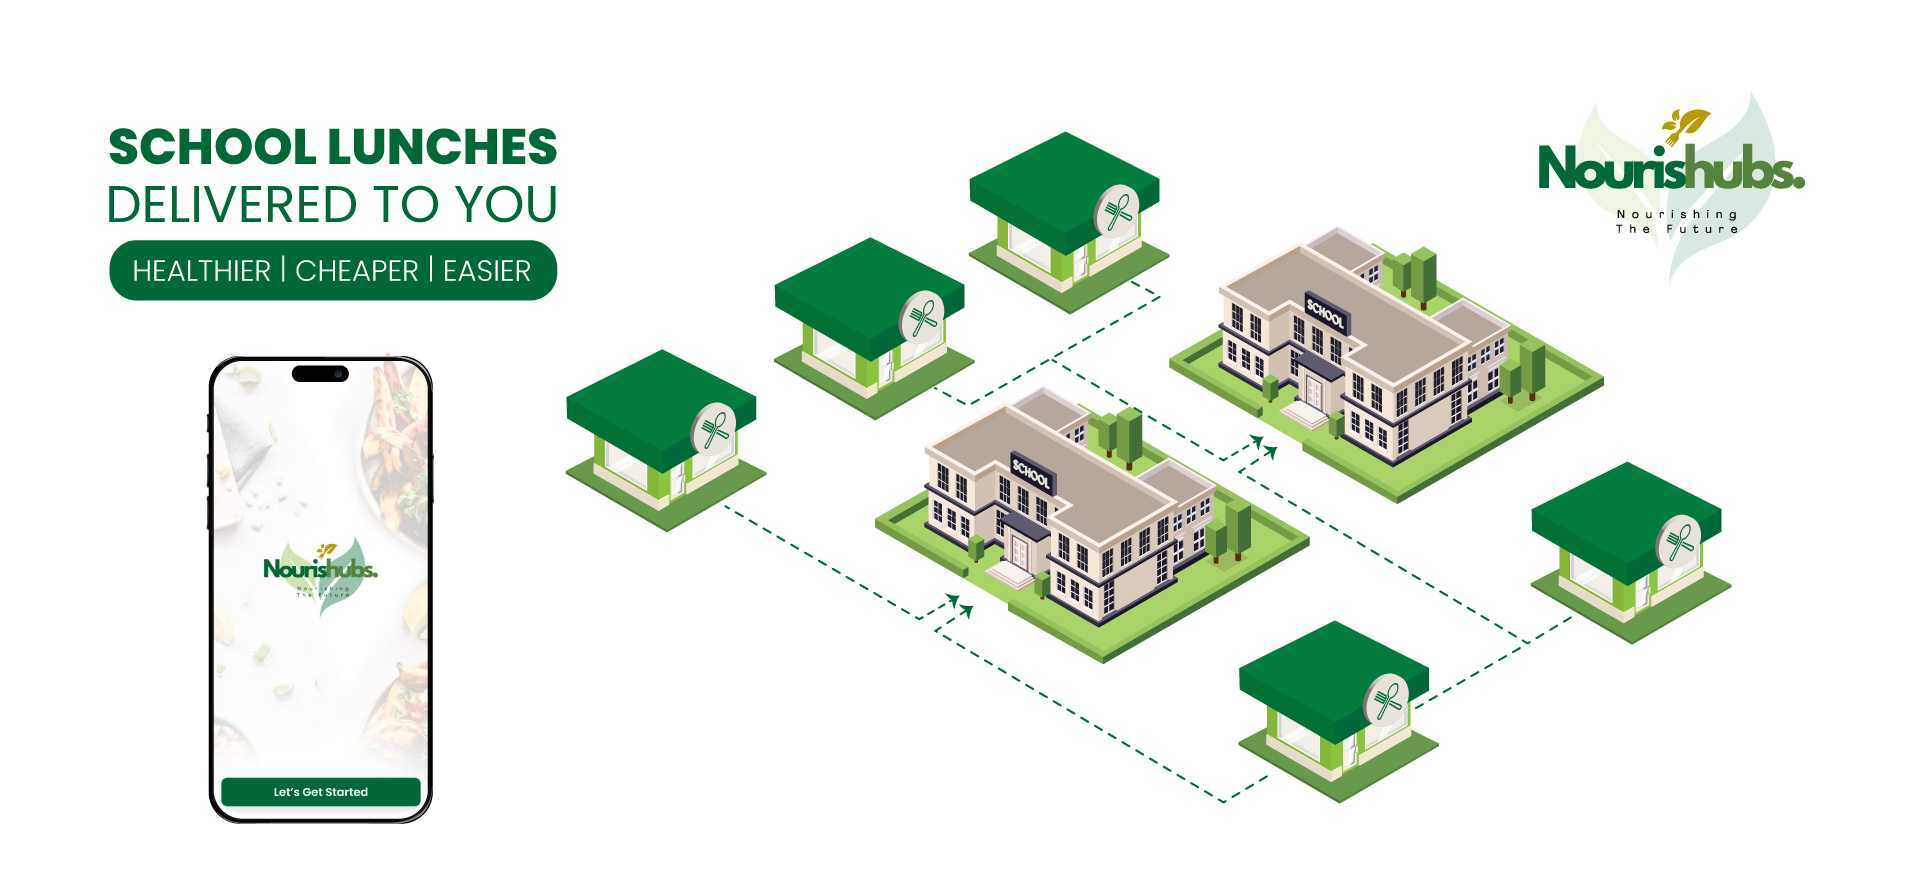 SCHOOL LUNCHES
DELIVERED TO YOU
HEALTHIER | CHEAPER | EASIER
Nourishubs.
Nourishing
The Future
SCHOOL
SCHOOL
Nourishubs.
Nourishing
The Future
Let's Get Started